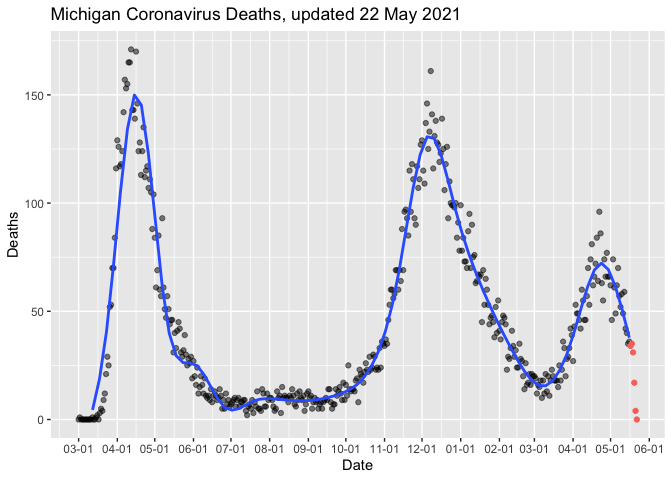 Michigan Coronavirus Deaths, updated 22 May 2021
150
100
50
0
Deaths
03-01 04-01 05-01 06-01 07-01 08-01 09-01 10-01 11-01 12-01 01-01 02-01 03-01 04-01 05-01 06-01
Date